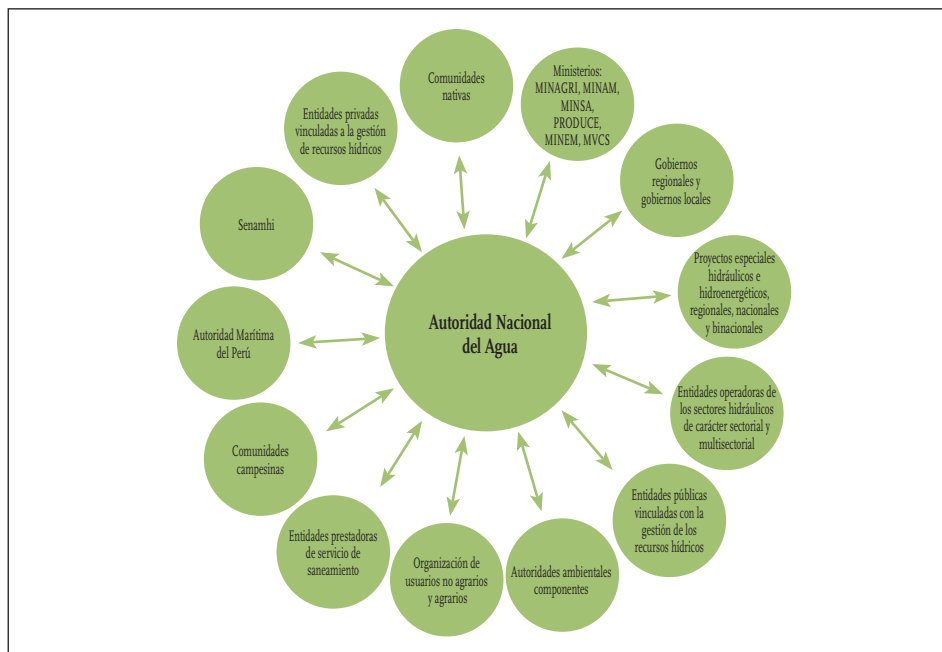 Comunidades
nativas
Ministerios:
MINAGRI, MINAM,
MINSA,
PRODUCE,
MINEM, MVCS
Gobiernos
regionales y
gobiernos locales
Proyectos especiales
hidráulicos e
hidroenergéticos,
regionales, nacionales
y binacionales
Entidades operadoras de
los sectores hidráulicos
de carácter sectorial y
multisectorial
Entidades públicas
vinculadas con la
gestión de los
recursos hídricos
Autoridades ambientales
componentes
Organización de
usuarios no agrarios
y agrarios
Entidades prestadoras
de servicio de
saneamiento
Comunidades
campesinas
Autoridad Marítima
del Perú
Senamhi
Entidades privadas
vinculadas a la gestión
de recursos hídricos
Autoridad Nacional
del Agua